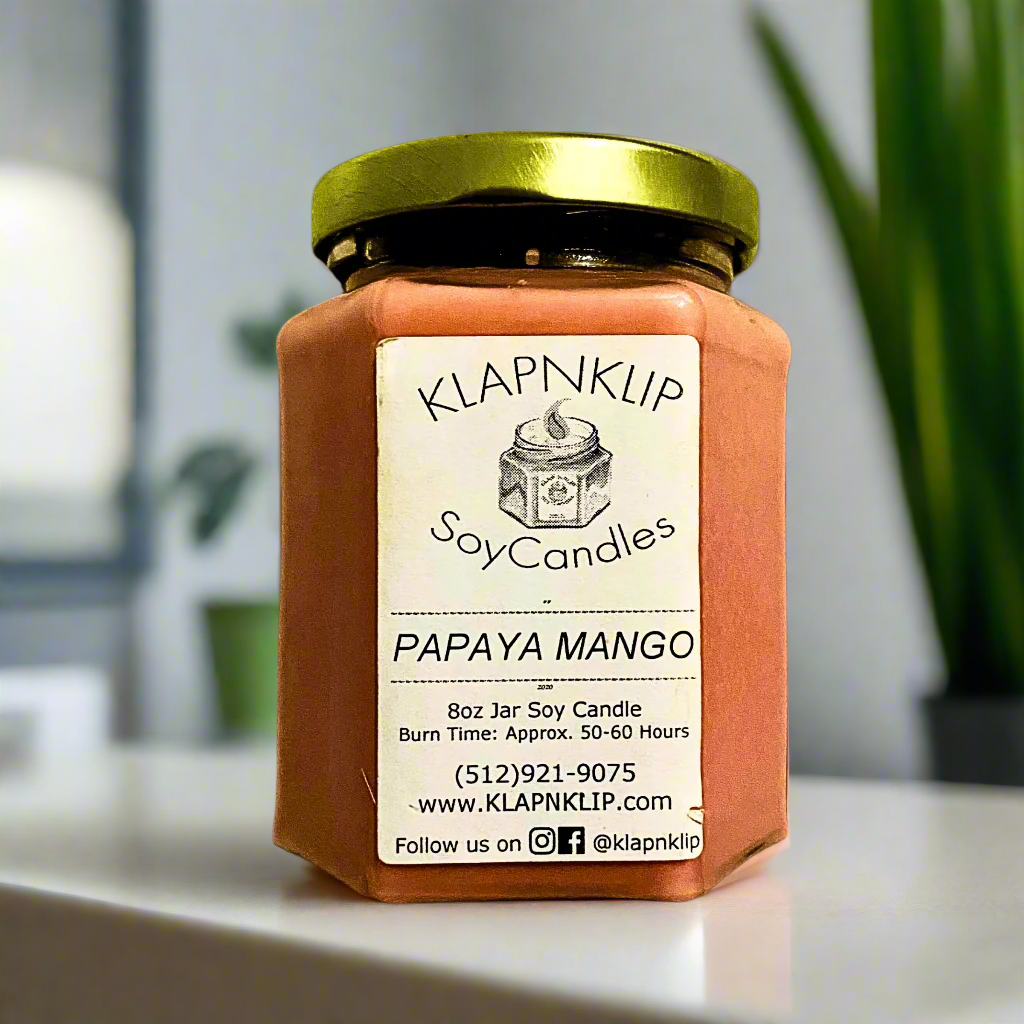 KLAPNKLIP
SoyCandles
"
PAPAYA MANGO
2020
8oz Jar Soy Candle
Burn Time: Approx. 50-60 Hours
(512)921-9075
www.KLAPNKLIP.com
Follow us on @klapnklip